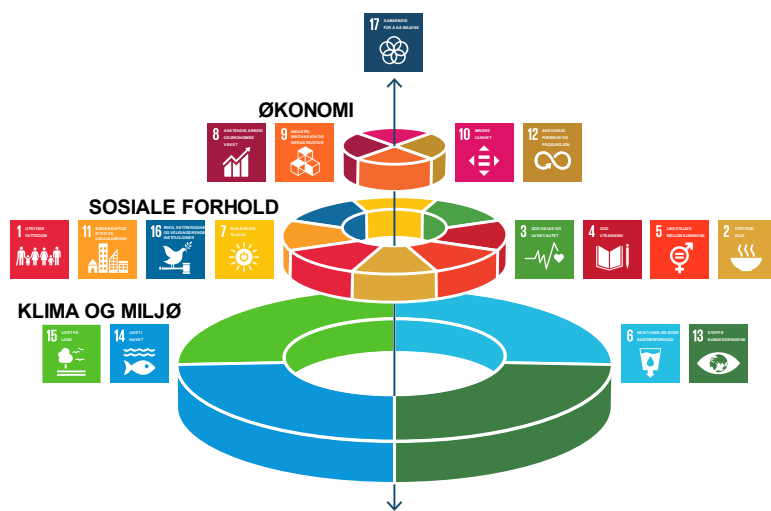 17 SAMARBEID
FOR Å NÅ MÅLENE
ØKONOMI
8 ANSTENDIG ARBEID
OG ØKONOMISK
VEKST
9 INDUSTRI,
INNOVASJON OG
INFRASTRUKTUR
10 MINDRE
ULIKHET
12 ANSVARLIG
FORBRUK OG
PRODUKSJON
SOSIALE FORHOLD
1 UTRYDDE
FATTIGDOM
11 BÆREKRAFTIGE
BYER OG
LOKALSAMFUNN
16 FRED, RETTFERDIGHET
OG VELFUNGERENDE
INSTITUSJONER
7 REN ENERGI
TIL ALLE
3 GOD HELSE OG
LIVSKVALITET
4 GOD
UTDANNING
5 LIKESTILLING
MELLOM KJØNNENE
2 UTRYDDE
SULT
KLIMA OG MILJØ
15 LIVET PÅ
LAND
14 LIVET I
HAVET
6 RENT VANN OG GODE
SANITÆRFORHOLD
13 STOPPE
KLIMAENDRINGENE